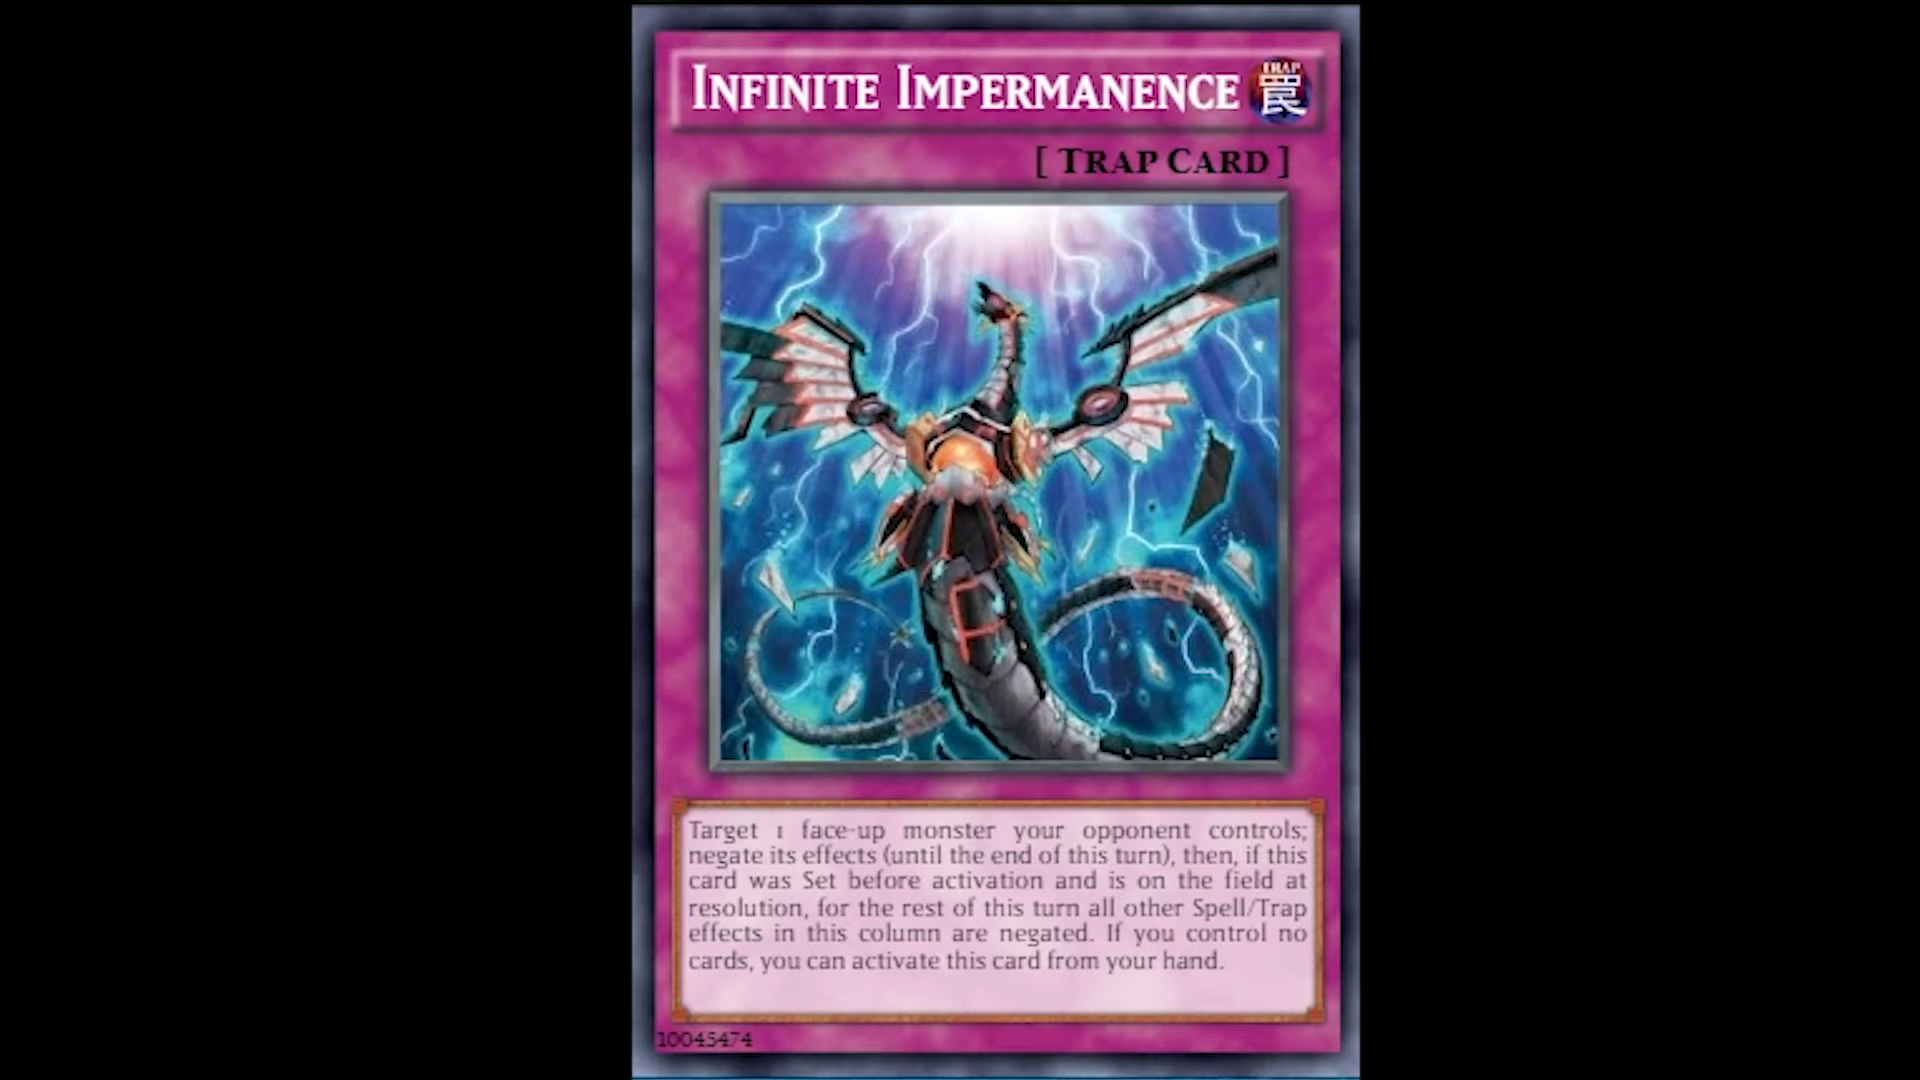 INFINITE IMPERMANENCE
TRAP
罠
[ TRAP CARD ]
Target 1 face-up monster your opponent controls;
negate its effects (until the end of this turn), then, if this
card was Set before activation and is on the field at
resolution, for the rest of this turn all other Spell/Trap
effects in this column are negated. If you control no
cards, you can activate this card from your hand.
10045474